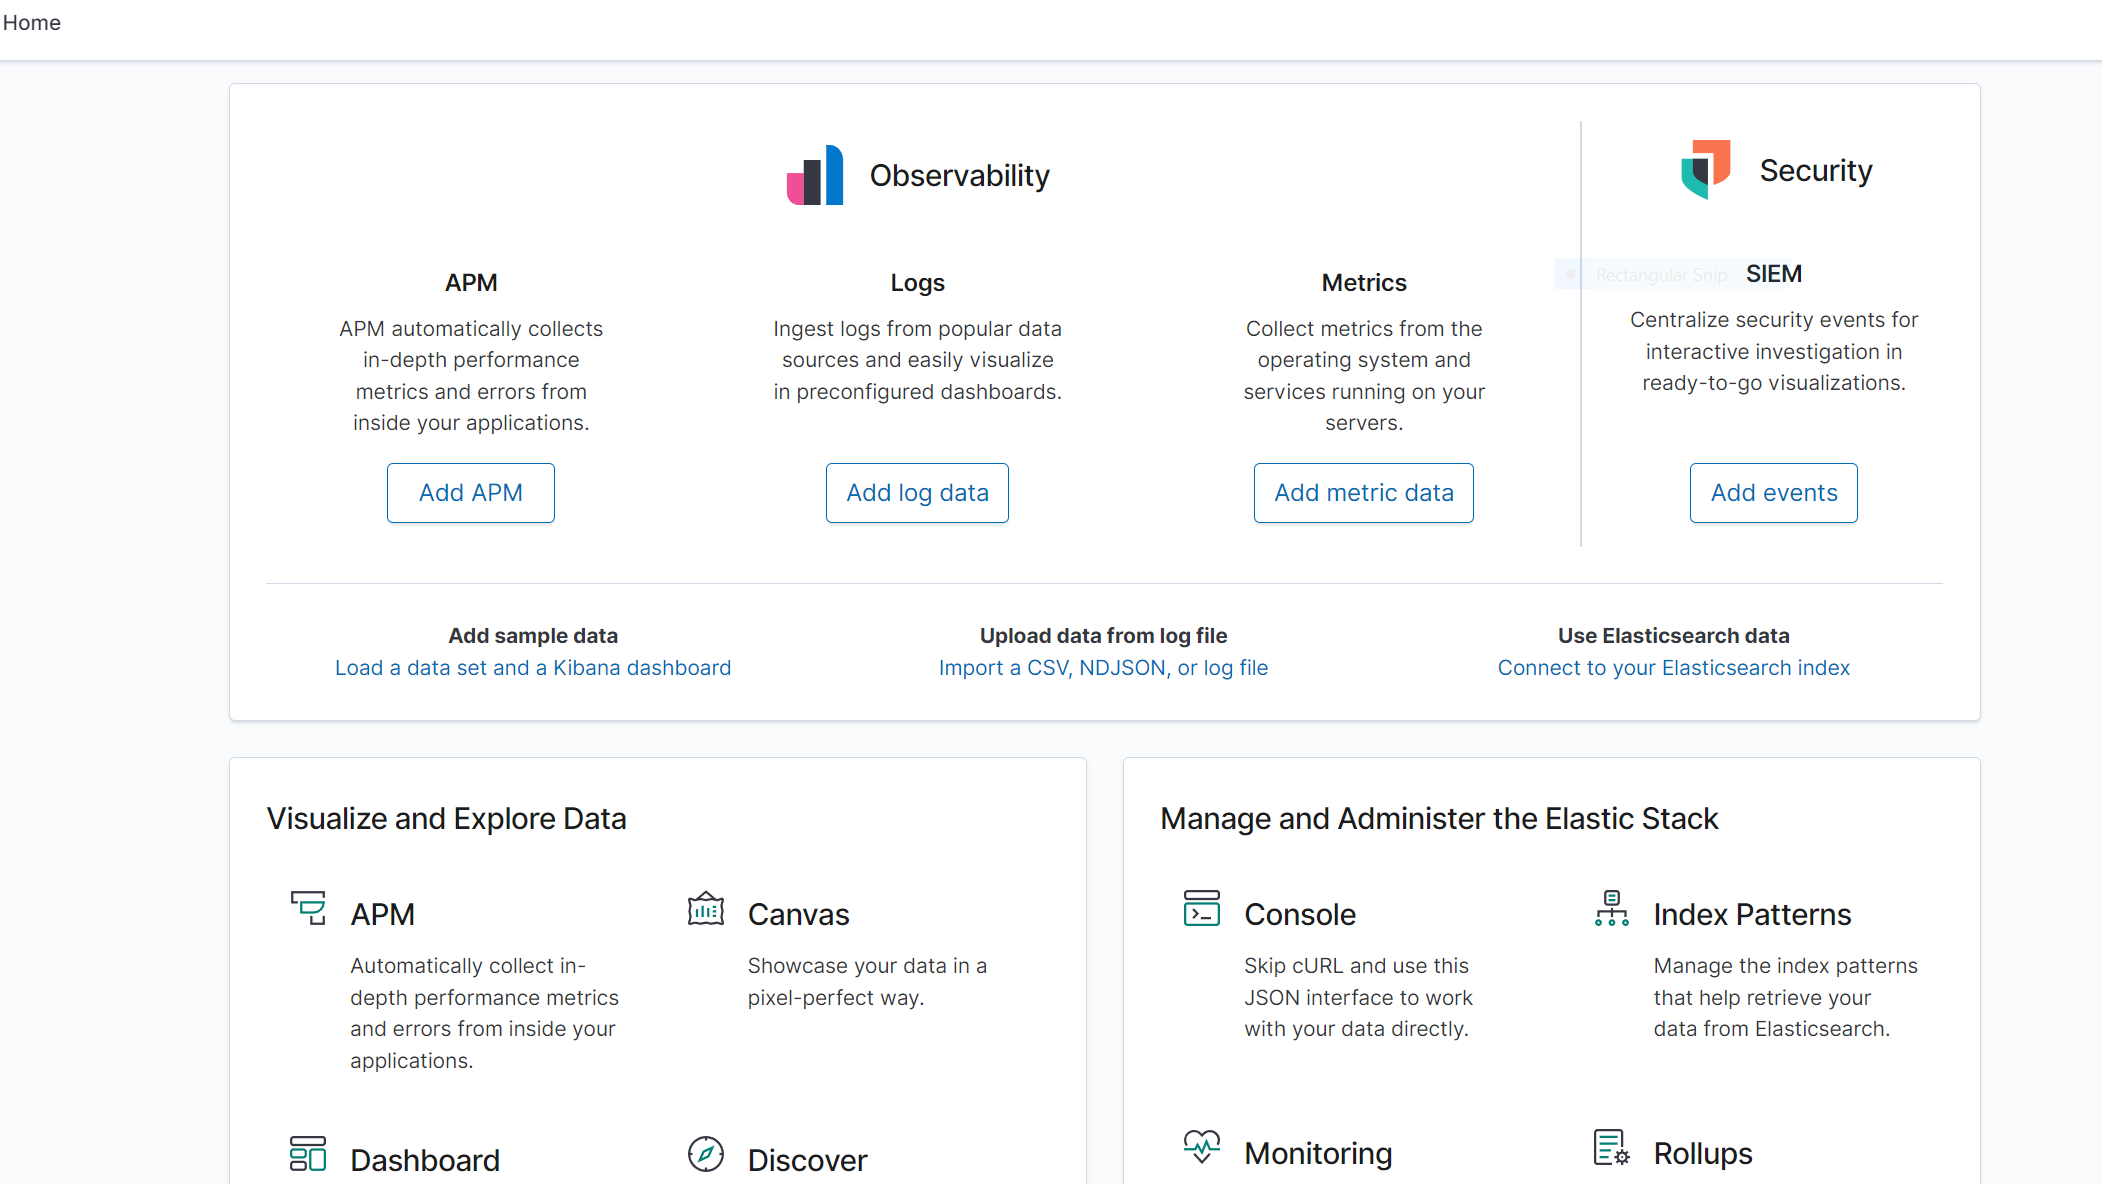 Home
Observability
Security
APM
APM automatically collects
in-depth performance
metrics and errors from
inside your applications.
Add APM
Logs
Ingest logs from popular data
sources and easily visualize
in preconfigured dashboards.
Add log data
Metrics
Collect metrics from the
operating system and
services running on your
servers.
Add metric data
Rectangular Snip
SIEM
Centralize security events for
interactive investigation in
ready-to-go visualizations.
Add events
Add sample data
Load a data set and a Kibana dashboard
Upload data from log file
Import a CSV, NDJSON, or log file
Use Elasticsearch data
Connect to your Elasticsearch index
Visualize and Explore Data
APM
Automatically collect in-
depth performance metrics
and errors from inside your
applications.
Canvas
Showcase your data in a
pixel-perfect way.
Dashboard
Discover
Manage and Administer the Elastic Stack
Console
Skip cURL and use this
JSON interface to work
with your data directly.
Index Patterns
Manage the index patterns
that help retrieve your
data from Elasticsearch.
Monitoring
Rollups